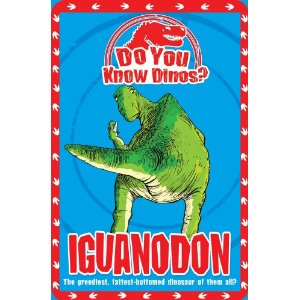 Do You
Know Dinos?
IGUANODON
The greediest, fattest-bottomed dinosaur of them all?